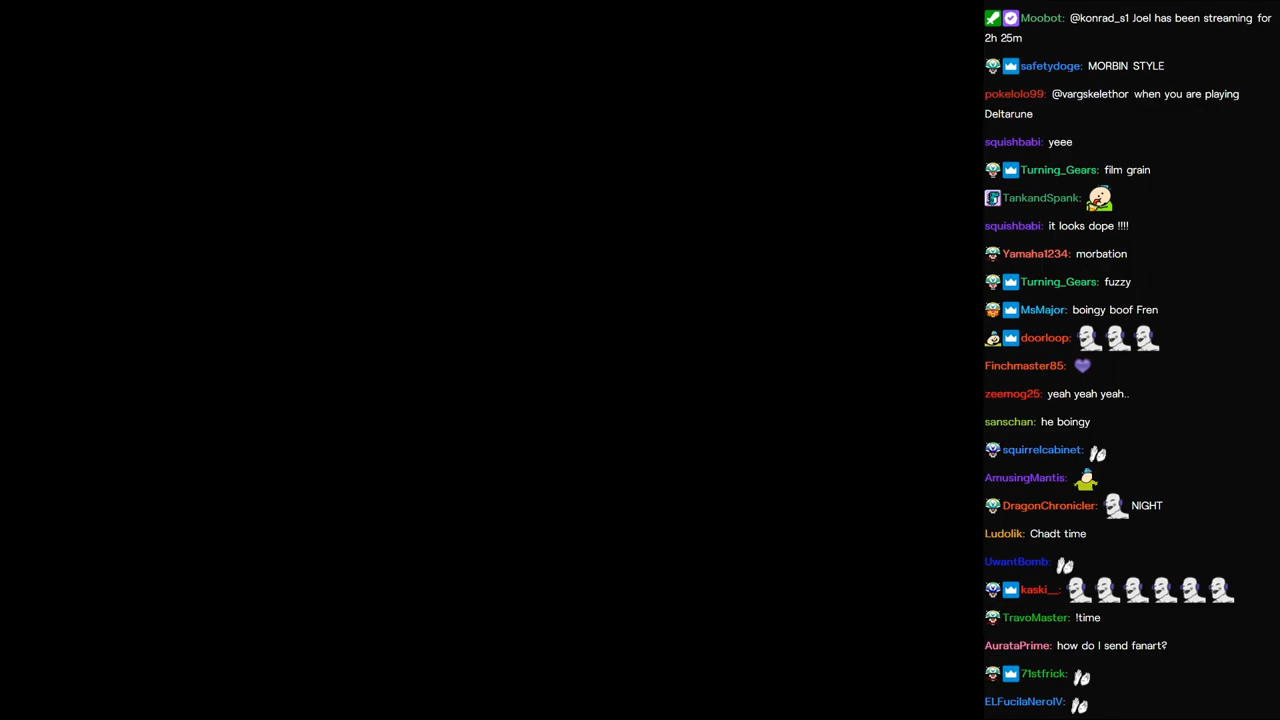 Moobot: @konrad_s1 Joel has been streaming for
2h 25m
safetydoge: MORBIN STYLE
pokelolo99: @vargskelethor when you are playing
Deltarune
squishbabi: yeee
Turning_Gears: film grain
TankandSpank:
squishbabi: it looks dope !!!!
Yamaha1234: morbation
Turning_Gears: fuzzy
MsMajor: boingy boof Fren
doorloop:
Finchmaster85:
zeemog25: yeah yeah yeah..
sanschan: he boingy
squirrelcabinet:
AmusingMantis:
DragonChronicler: NIGHT
Ludolik: Chadt time
UwantBomb:
kaski__:
TravoMaster: !time
AurataPrime: how do I send fanart?
71stfrick:
ELFucilaNeroIV: